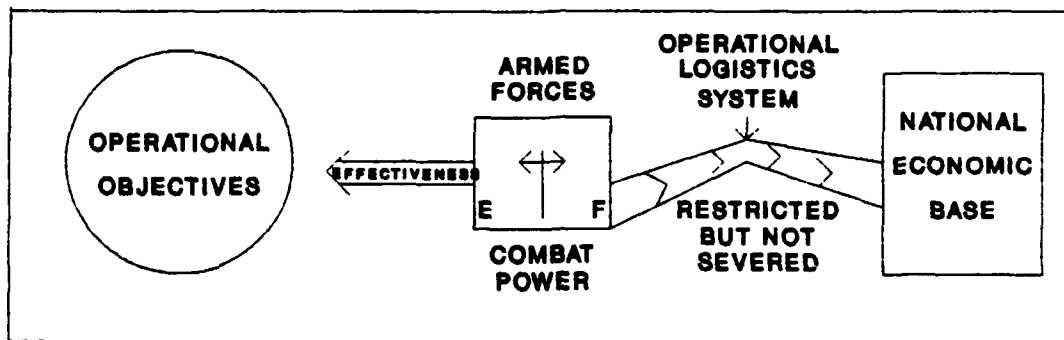 OPERATIONAL
OBJECTIVES
EFFECTIVENESS
ARMED
FORCES
E F
COMBAT
POWER
OPERATIONAL
LOGISTICS
SYSTEM
RESTRICTED
BUT NOT
SEVERED
NATIONAL
ECONOMIC
BASE